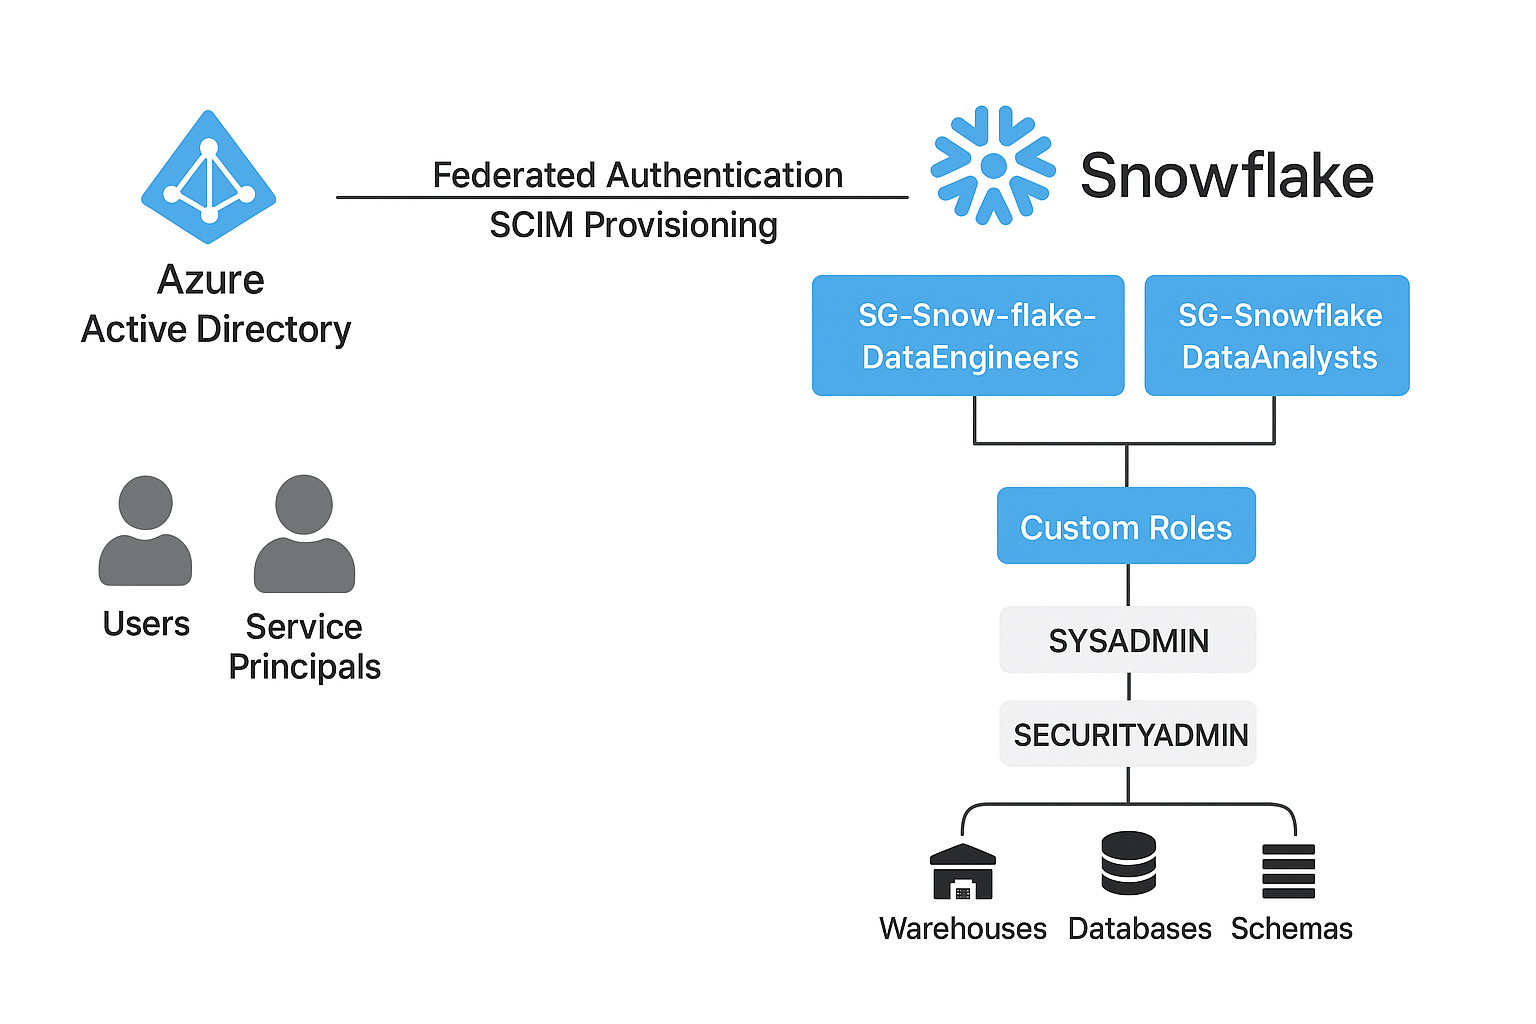 Federated Authentication
SCIM Provisioning
Snowflake
Azure
Active Directory
SG-Snow-flake-
DataEngineers
SG-Snowflake
DataAnalysts
Users
Service
Principals
Custom Roles
SYSADMIN
SECURITYADMIN
Warehouses
Databases
Schemas